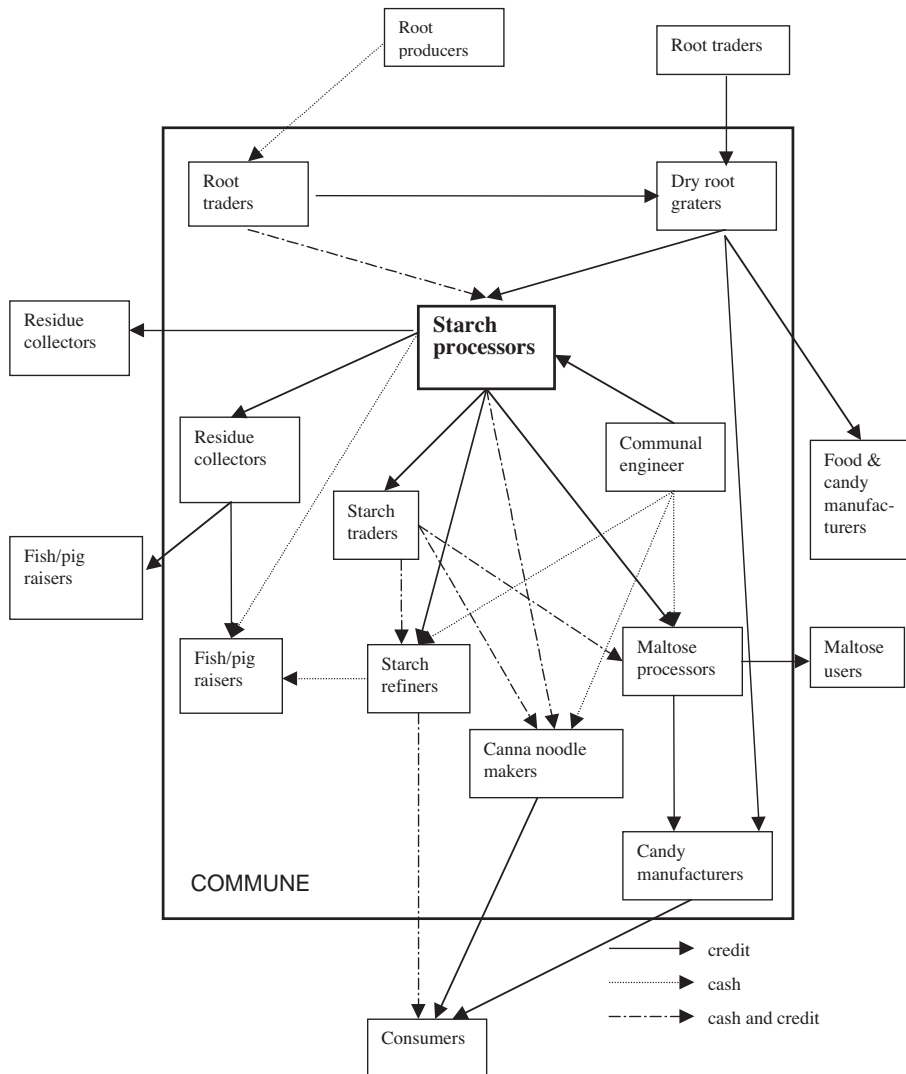 Root
producers
Root traders
Root
traders
Dry root
graters
Residue
collectors
Starch
processors
Residue
collectors
Communal
engineer
Food &
candy
manufac-
turers
Starch
traders
Fish/pig
raisers
Fish/pig
raisers
Starch
refiners
Maltose
processors
Maltose
users
Canna noodle
makers
Candy
manufacturers
COMMUNE
credit
cash
cash and credit
Consumers